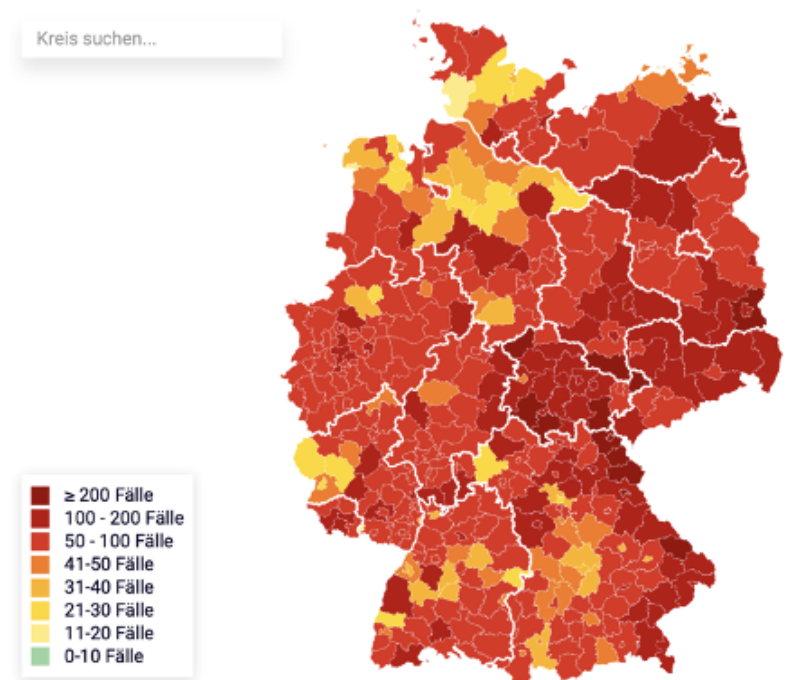 Kreis suchen...
≥ 200 Fälle
100 - 200 Fälle
50 - 100 Fälle
41-50 Fälle
31-40 Fälle
21-30 Fälle
11-20 Fälle
0-10 Fälle